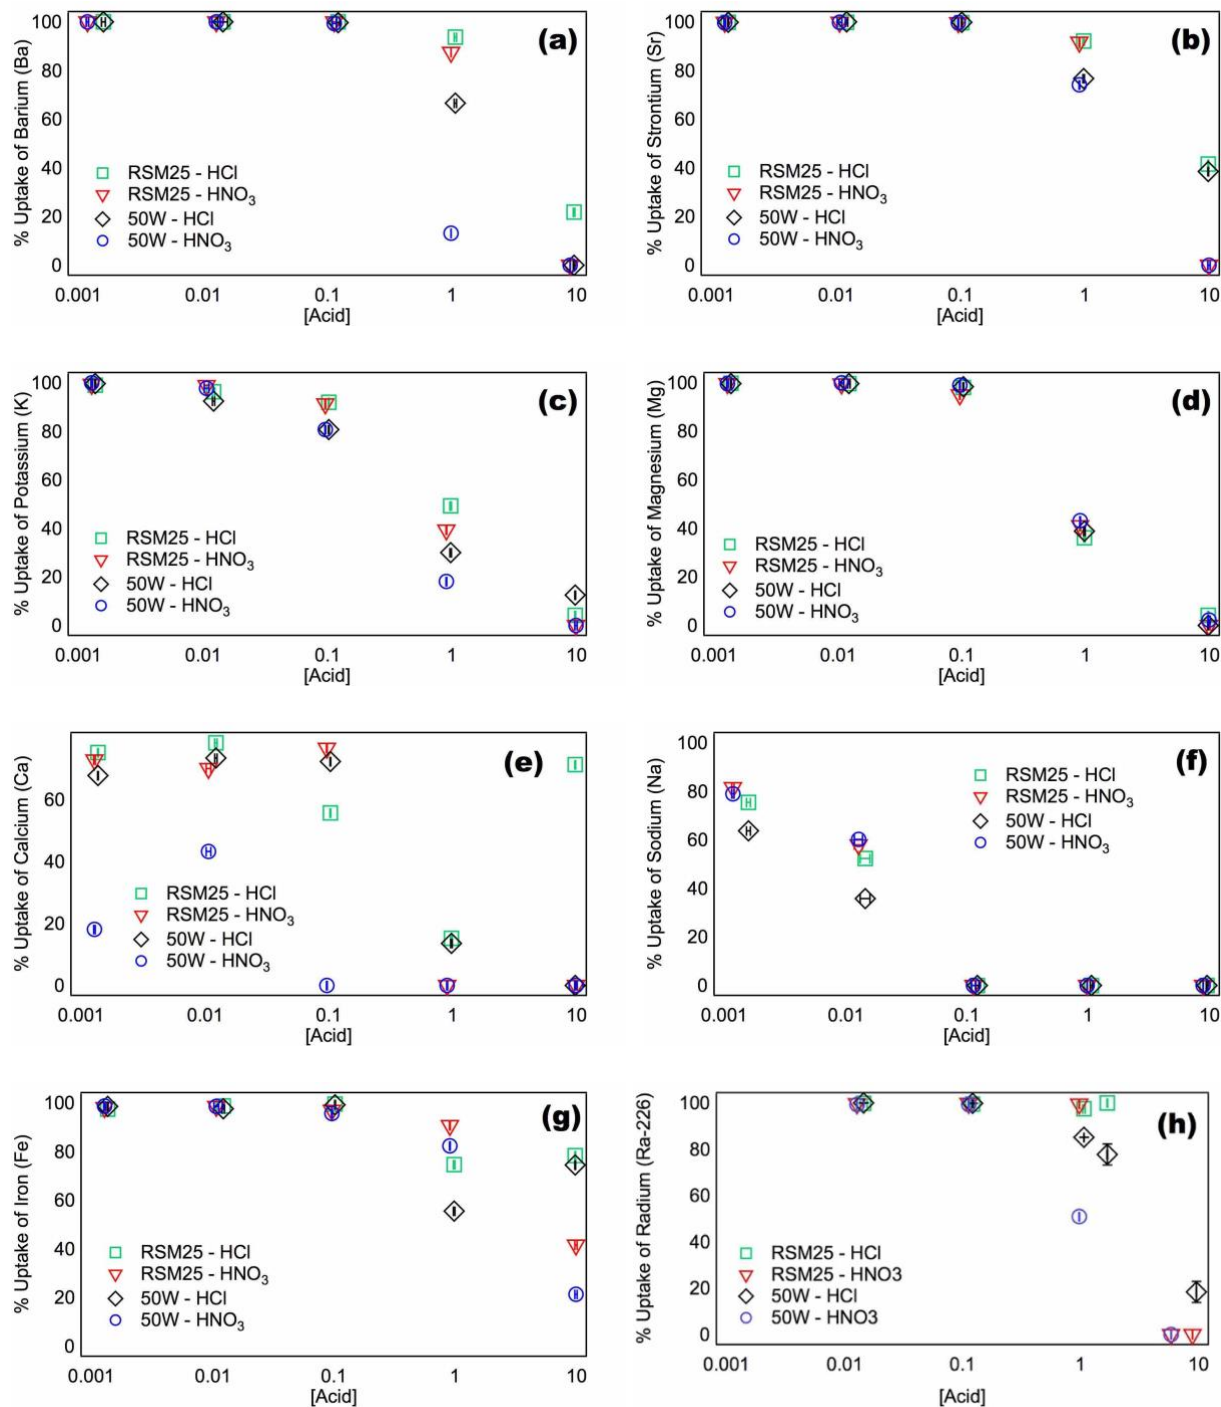 (a)
% Uptake of Barium (Ba)
100
80
60
40
20
0
RSM25 - HCl
RSM25 - HNO₃
50W - HCl
50W - HNO₃
0.001 0.01 0.1 1 10
[Acid]
(b)
% Uptake of Strontium (Sr)
100
80
60
40
20
0
RSM25 - HCl
RSM25 - HNO₃
50W - HCl
50W - HNO₃
0.001 0.01 0.1 1 10
[Acid]
(c)
% Uptake of Potassium (K)
100
80
60
40
20
0
RSM25 - HCl
RSM25 - HNO₃
50W - HCl
50W - HNO₃
0.001 0.01 0.1 1 10
[Acid]
(d)
% Uptake of Magnesium (Mg)
100
80
60
40
20
0
RSM25 - HCl
RSM25 - HNO₃
50W - HCl
50W - HNO₃
0.001 0.01 0.1 1 10
[Acid]
(e)
% Uptake of Calcium (Ca)
60
40
20
0
RSM25 - HCl
RSM25 - HNO₃
50W - HCl
50W - HNO₃
0.001 0.01 0.1 1 10
[Acid]
(f)
% Uptake of Sodium (Na)
100
80
60
40
20
0
RSM25 - HCl
RSM25 - HNO₃
50W - HCl
50W - HNO₃
0.001 0.01 0.1 1 10
[Acid]
(g)
% Uptake of Iron (Fe)
100
80
60
40
20
0
RSM25 - HCl
RSM25 - HNO₃
50W - HCl
50W - HNO₃
0.001 0.01 0.1 1 10
[Acid]
(h)
% Uptake of Radium (Ra-226)
100
80
60
40
20
0
RSM25 - HCl
RSM25 - HNO3
50W - HCl
50W - HNO3
0.001 0.01 0.1 1 10
[Acid]